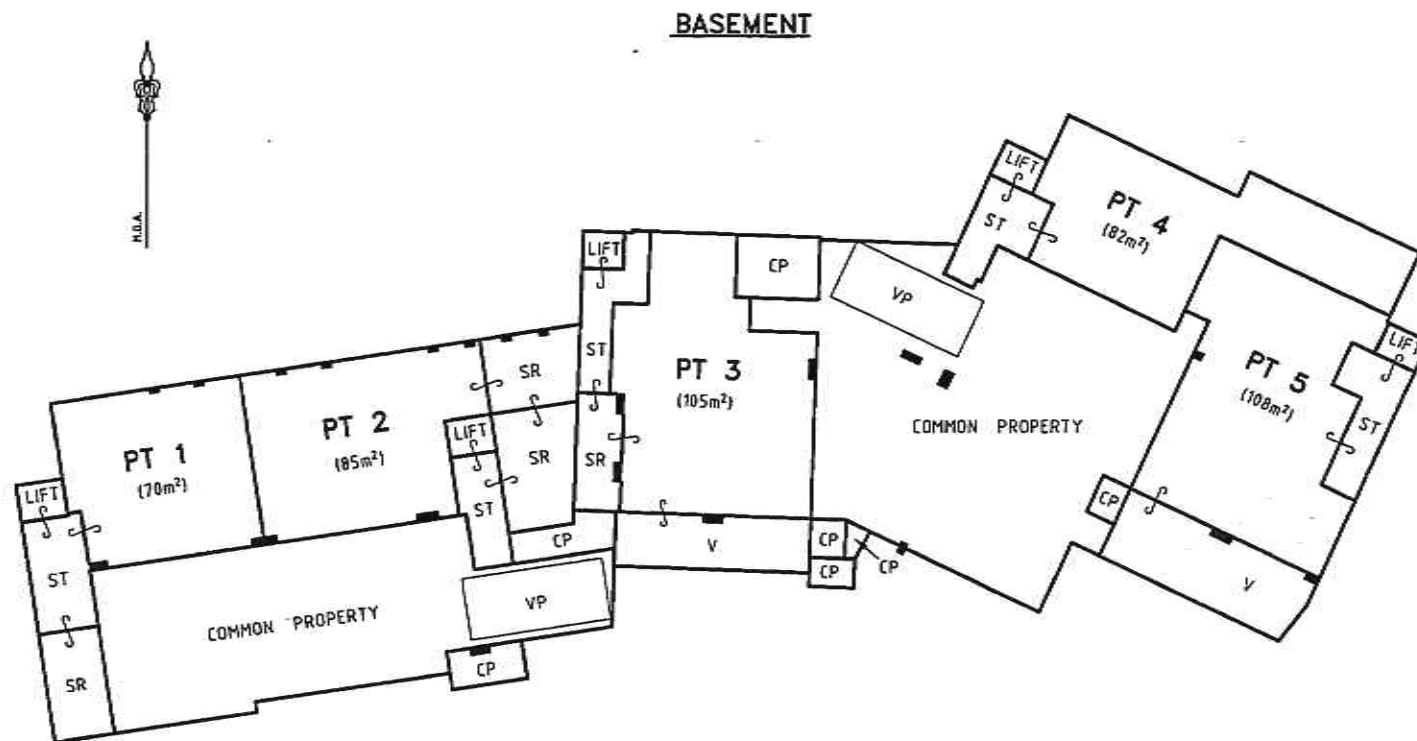 BASEMENT
M.O.A.
LIFT
PT 4
(82m²)
ST
LIFT
CP
VP
PT 5
(108m²)
LIFT
ST
SR
ST
PT 3
(105m²)
COMMON PROPERTY
PT 2
(85m²)
LIFT
PT 1
(70m²)
SR
SR
LIFT
ST
CP
CP
V
CP
CP
CP
ST
VP
V
COMMON PROPERTY
CP
SR